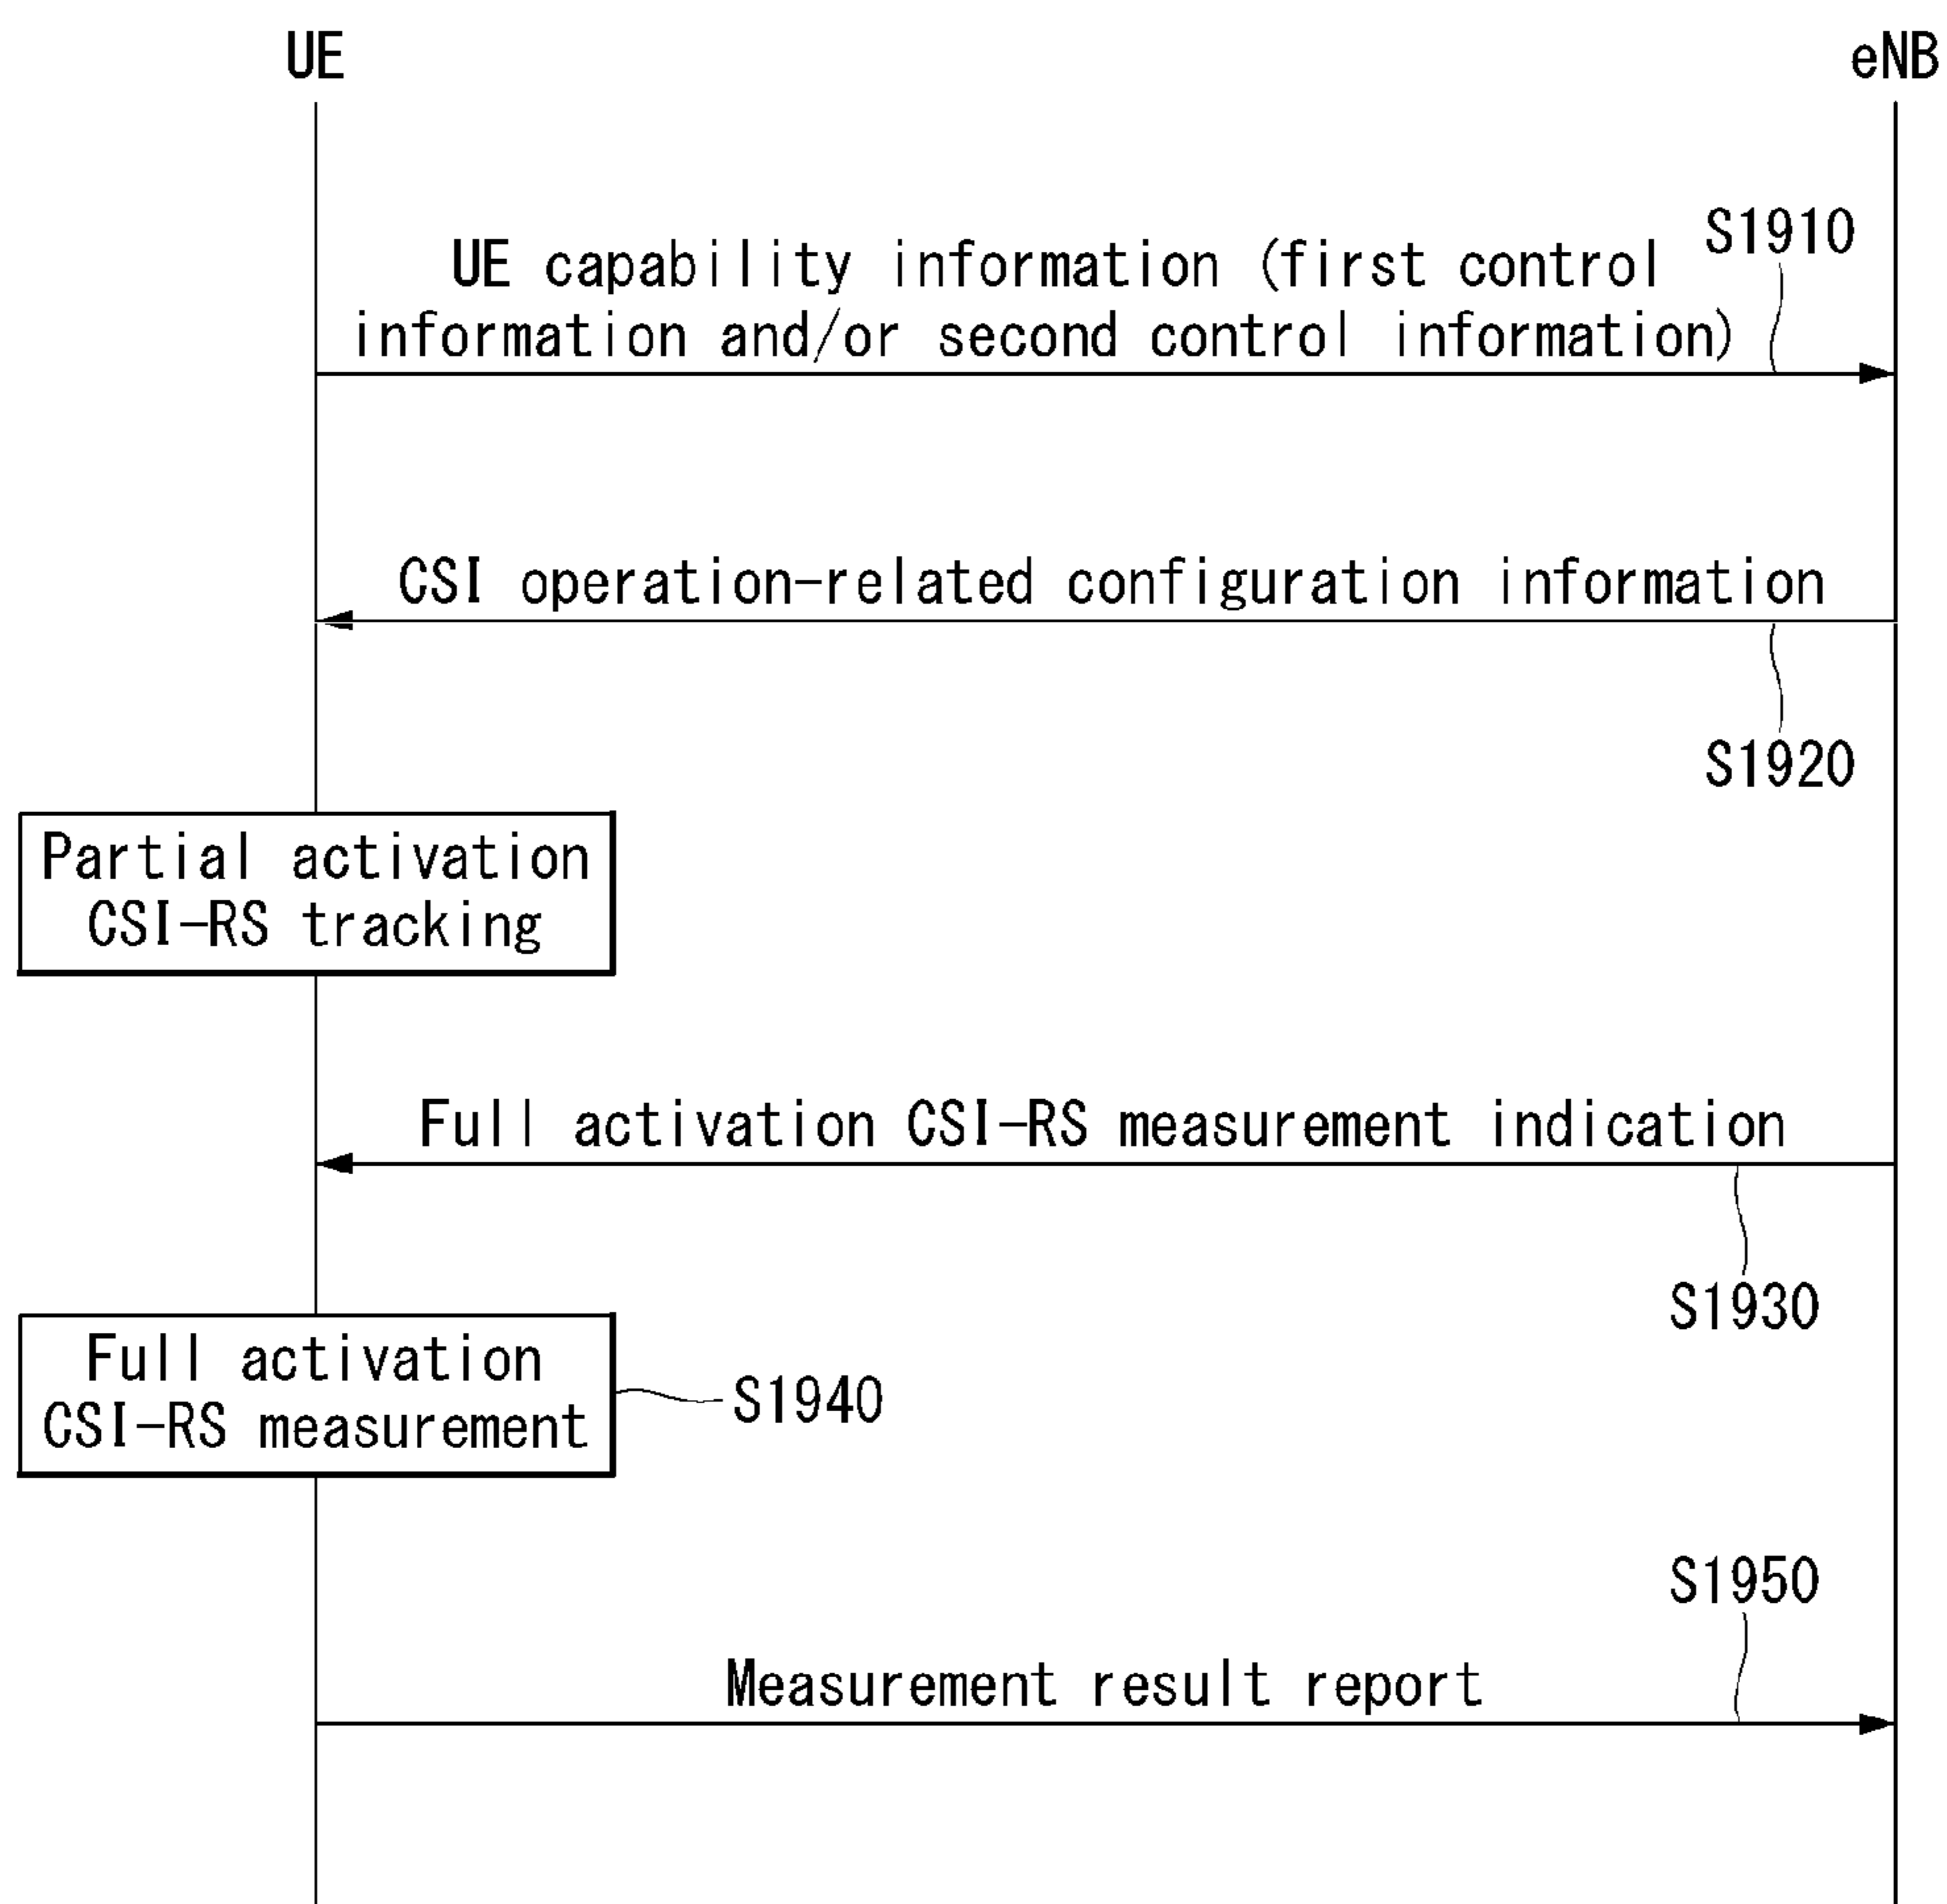 UE
eNB
S1910
UE capability information (first control
information and/or second control information)
CSI operation-related configuration information
S1920
Partial activation
CSI-RS tracking
Full activation CSI-RS measurement indication
S1930
Full activation
CSI-RS measurement
S1940
S1950
Measurement result report